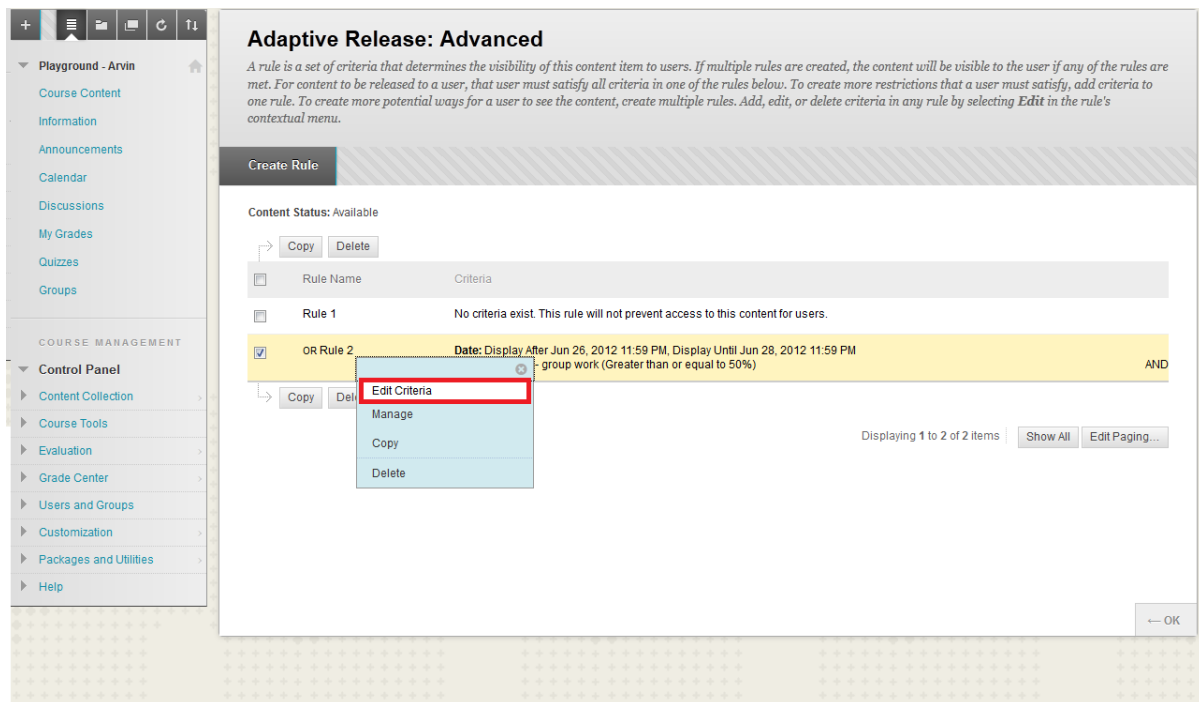 Playground - Arvin
Course Content
Information
Announcements
Calendar
Discussions
My Grades
Quizzes
Groups
COURSE MANAGEMENT
Control Panel
Content Collection
Course Tools
Evaluation
Grade Center
Users and Groups
Customization
Packages and Utilities
Help
Adaptive Release: Advanced
A rule is a set of criteria that determines the visibility of this content item to users. If multiple rules are created, the content will be visible to the user if any of the rules are
met. For content to be released to a user, that user must satisfy all criteria in one of the rules below. To create more restrictions that a user must satisfy, add criteria to
one rule. To create more potential ways for a user to see the content, create multiple rules. Add, edit, or delete criteria in any rule by selecting Edit in the rule's
contextual menu.
Create Rule
Content Status: Available
Copy Delete
Rule Name Criteria
Rule 1 No criteria exist. This rule will not prevent access to this content for users.
OR Rule 2 Date: Display After Jun 26, 2012 11:59 PM, Display Until Jun 28, 2012 11:59 PM
- group work (Greater than or equal to 50%) AND
Copy
Edit Criteria
Manage
Copy
Delete
Displaying 1 to 2 of 2 items Show All Edit Paging...
← OK